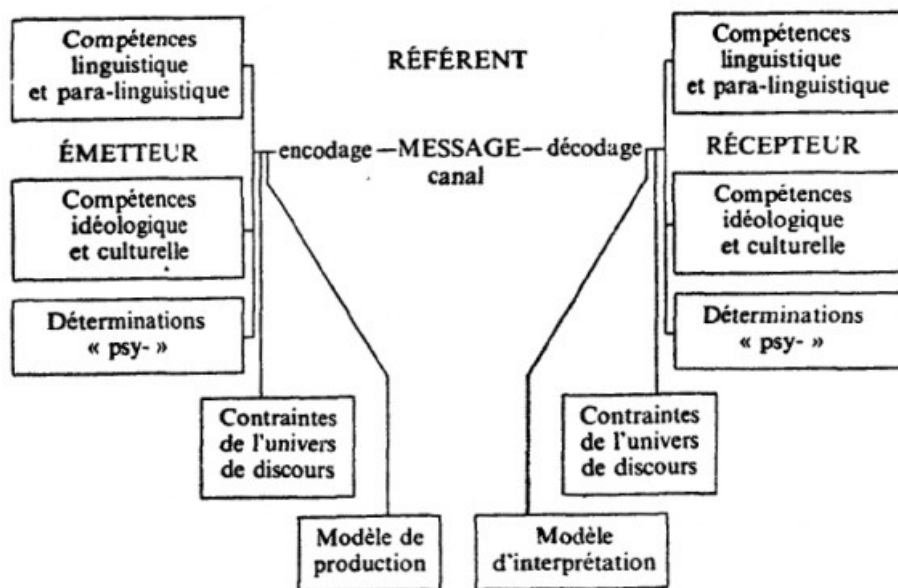 Compétences
linguistique
et para-linguistique
RÉFÉRENT
Compétences
linguistique
et para-linguistique
ÉMETTEUR
encodage — MESSAGE — décodage
canal
RÉCEPTEUR
Compétences
idéologique
et culturelle
Compétences
idéologique
et culturelle
Déterminations
« psy- »
Déterminations
« psy- »
Contraintes
de l'univers
de discours
Contraintes
de l'univers
de discours
Modèle de
production
Modèle
d'interprétation